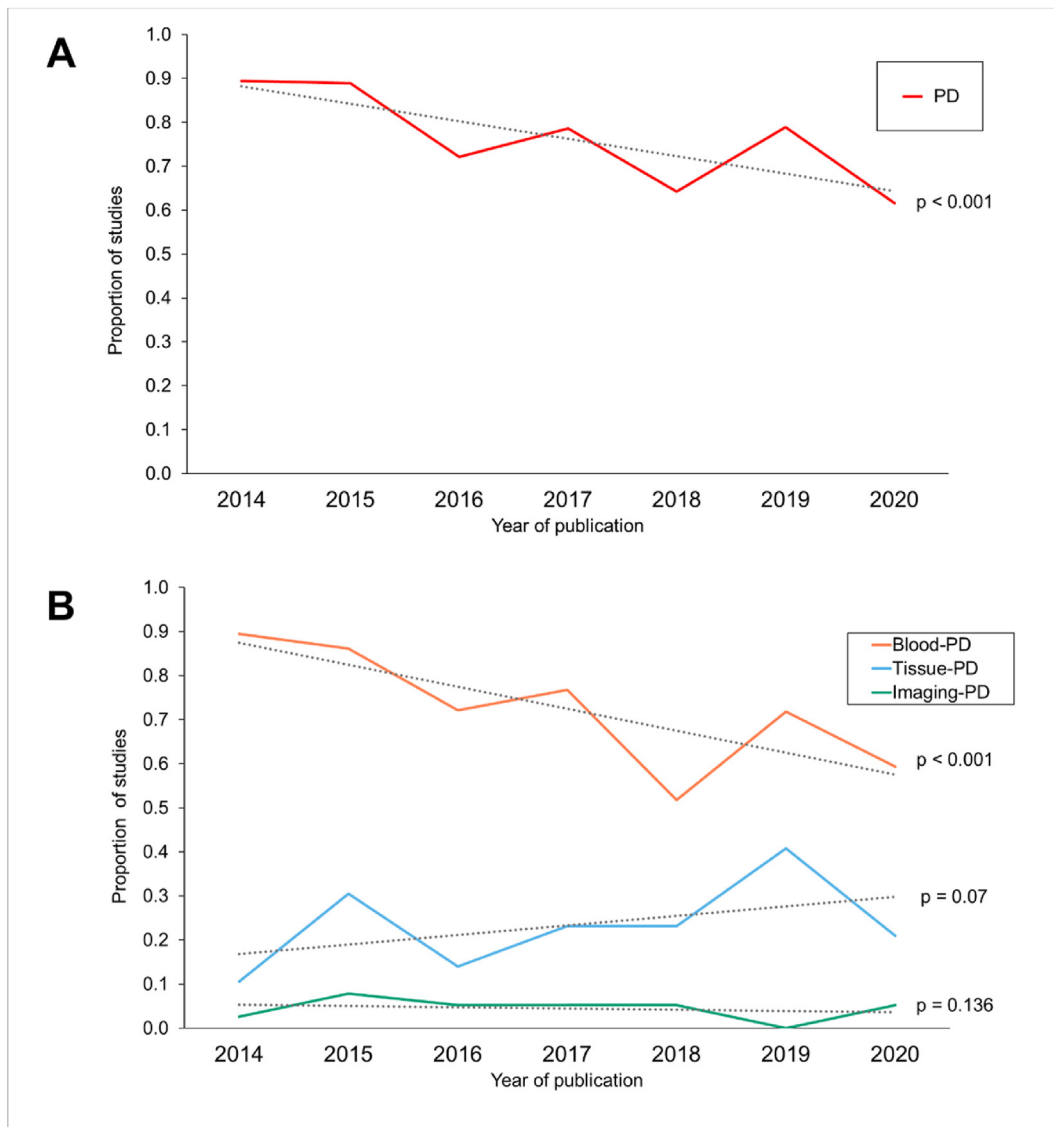 A
1.0
0.9
0.8
0.7
0.6
0.5
0.4
0.3
0.2
0.1
0.0
Proportion of studies
PD
p < 0.001
2014 2015 2016 2017 2018 2019 2020
Year of publication
B
1.0
0.9
0.8
0.7
0.6
0.5
0.4
0.3
0.2
0.1
0.0
Proportion of studies
Blood-PD
Tissue-PD
Imaging-PD
p < 0.001
p = 0.07
p = 0.136
2014 2015 2016 2017 2018 2019 2020
Year of publication